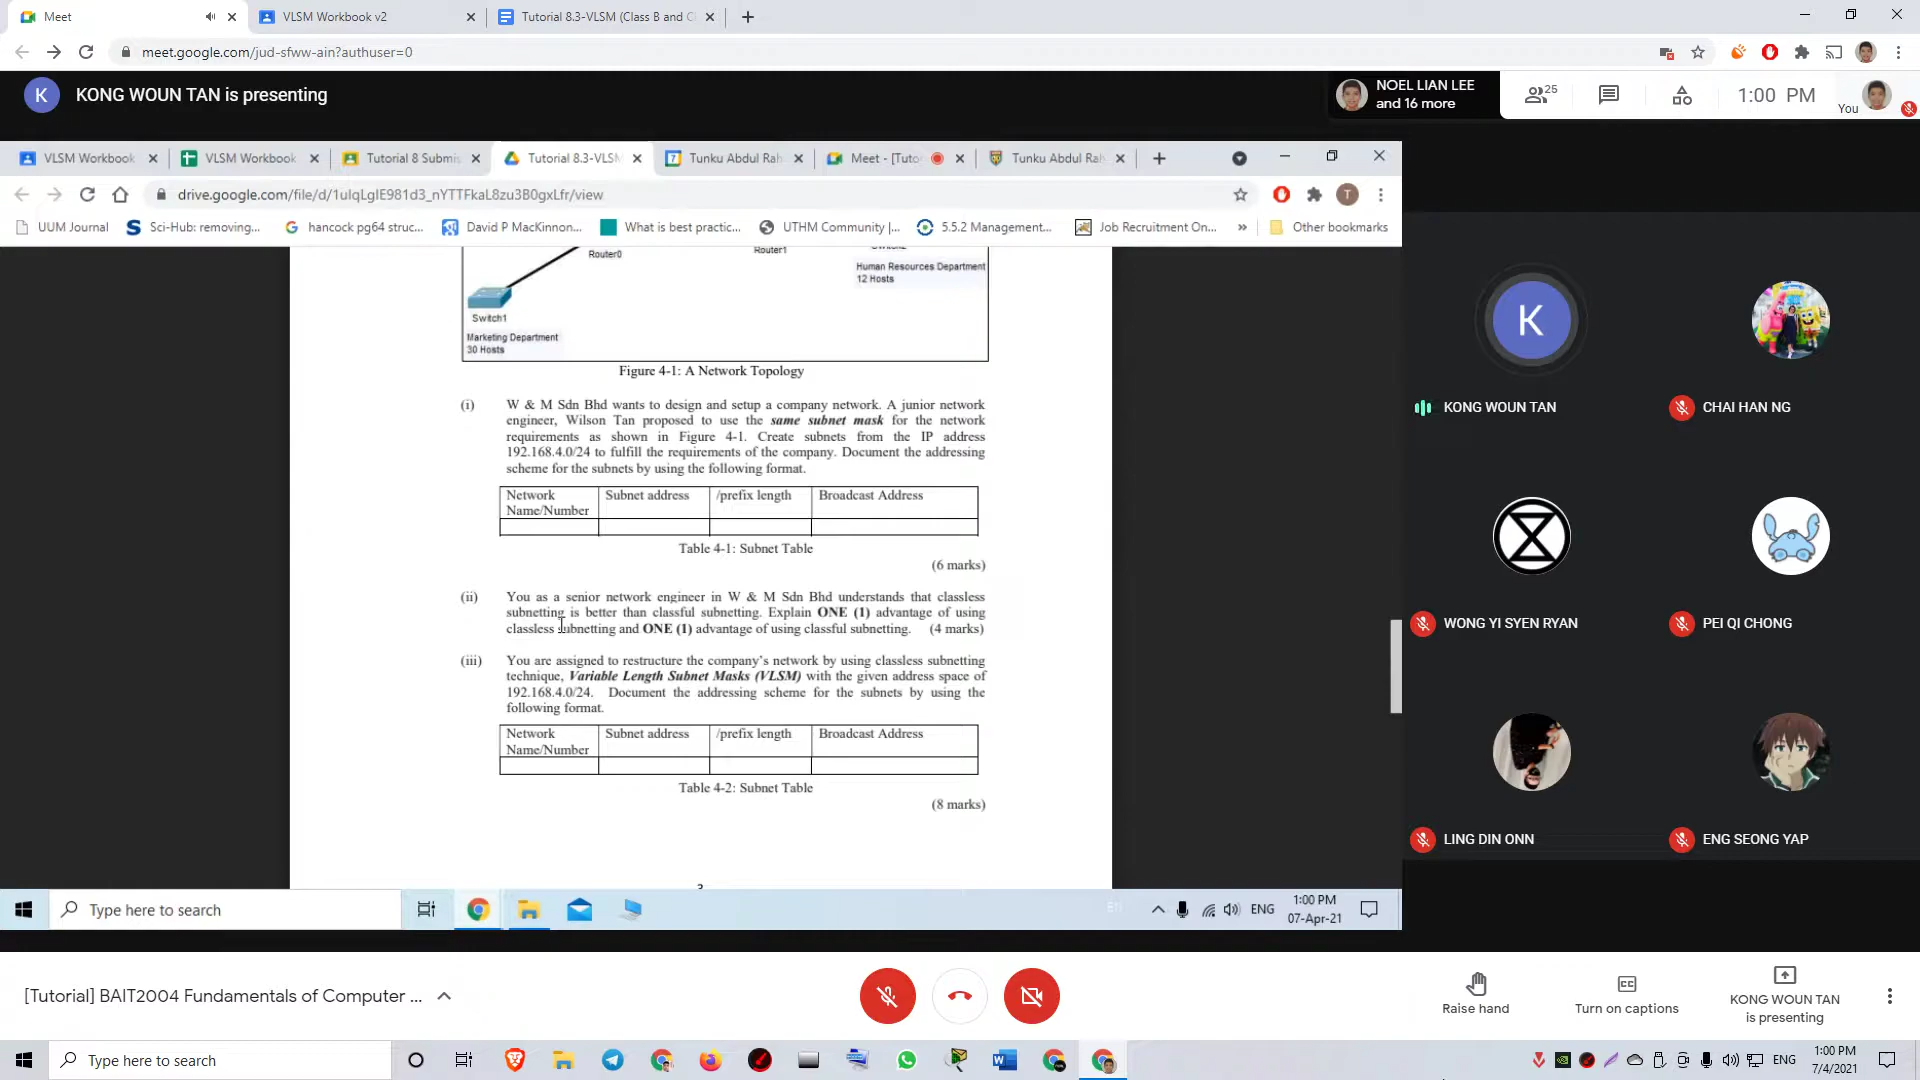 Meet
VLSM Workbook v2
Tutorial 8.3-VLSM (Class B and C
meet.google.com/jud-sfww-ain?authuser=0
K
KONG WOUN TAN is presenting
NOEL LIAN LEE
and 16 more
25
1:00 PM
You
VLSM Workbook
VLSM Workbook
Tutorial 8 Submis
Tutorial 8.3-VLSM
Tunku Abdul Rah
Meet - [Tuto
Tunku Abdul Rah
drive.google.com/file/d/1uIqLgIE981d3_nYTTFkaL8zu3B0gxLfr/view
T
UUM Journal
Sci-Hub: removing...
hancock pg64 struc...
David P MacKinnon...
What is best practic...
UTHM Community |...
5.5.2 Management...
Job Recruitment On...
»
Other bookmarks
Router0
Router1
Human Resources Department
12 Hosts
Switch1
Marketing Department
30 Hosts
Figure 4-1: A Network Topology
(i) W & M Sdn Bhd wants to design and setup a company network. A junior network
engineer, Wilson Tan proposed to use the same subnet mask for the network
requirements as shown in Figure 4-1. Create subnets from the IP address
192.168.4.0/24 to fulfill the requirements of the company. Document the addressing
scheme for the subnets by using the following format.
Network Name/Number
Subnet address
/prefix length
Broadcast Address
Table 4-1: Subnet Table
(6 marks)
(ii) You as a senior network engineer in W & M Sdn Bhd understands that classless
subnetting is better than classful subnetting. Explain ONE (1) advantage of using
classless subnetting and ONE (1) advantage of using classful subnetting. (4 marks)
(iii) You are assigned to restructure the company's network by using classless subnetting
technique, Variable Length Subnet Masks (VLSM) with the given address space of
192.168.4.0/24. Document the addressing scheme for the subnets by using the
following format.
Network Name/Number
Subnet address
/prefix length
Broadcast Address
Table 4-2: Subnet Table
(8 marks)
K
KONG WOUN TAN
CHAI HAN NG
WONG YI SYEN RYAN
PEI QI CHONG
LING DIN ONN
ENG SEONG YAP
Type here to search
ENG
1:00 PM
07-Apr-21
[Tutorial] BAIT2004 Fundamentals of Computer ...
Raise hand
Turn on captions
KONG WOUN TAN
is presenting
Type here to search
ENG
1:00 PM
7/4/2021